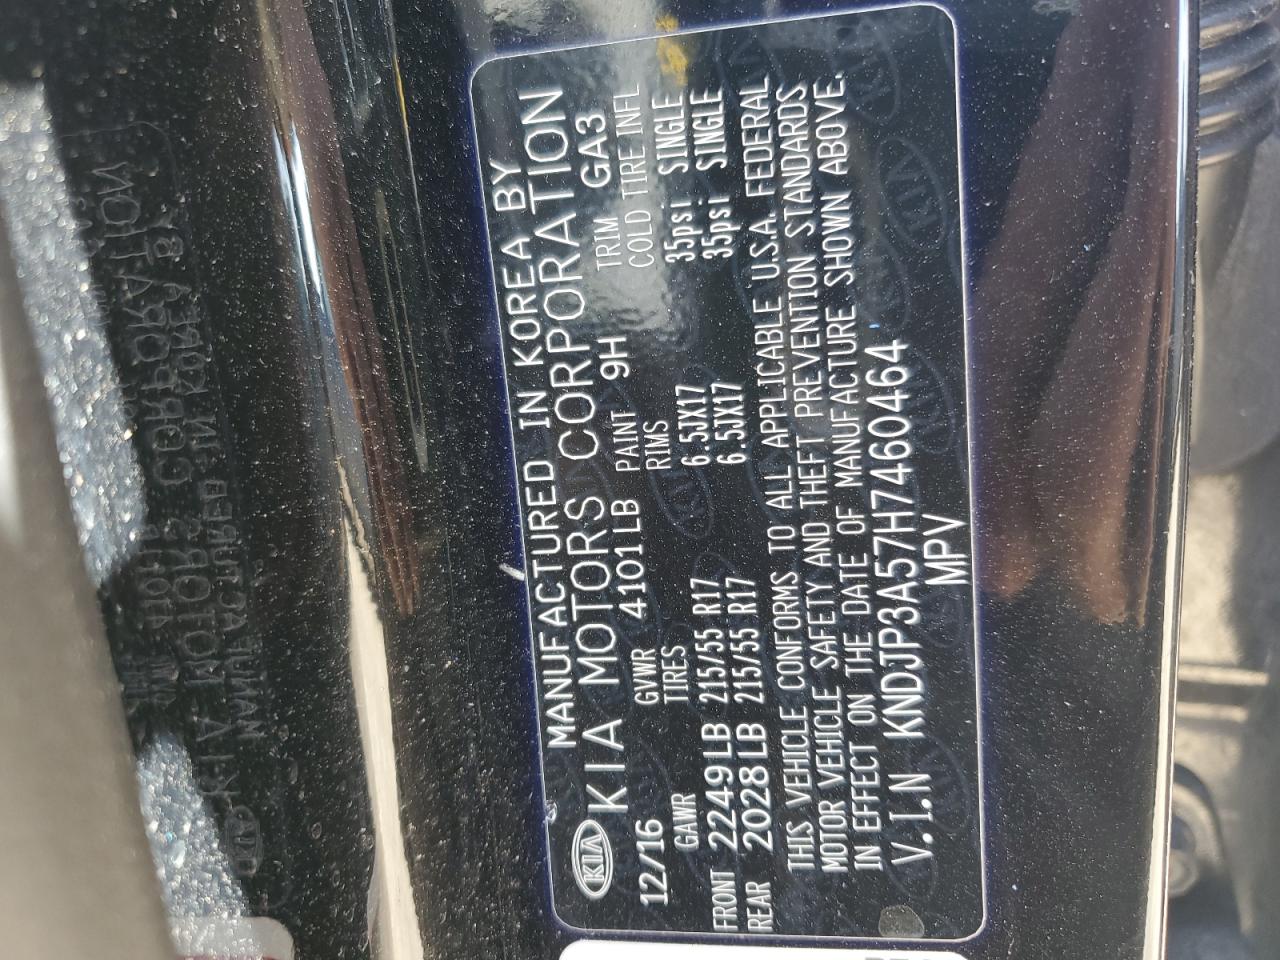 MANUFACTURED IN KOREA BY
KIA KIA MOTORS CORPORATION
12/16 GVWR 4101LB PAINT 9H TRIM GA3
GAWR TIRES RIMS COLD TIRE INFL
FRONT 2249LB 215/55 R17 6.5JX17 35psi SINGLE
REAR 2028LB 215/55 R17 6.5JX17 35psi SINGLE
THIS VEHICLE CONFORMS TO ALL APPLICABLE U.S.A. FEDERAL
MOTOR VEHICLE SAFETY AND THEFT PREVENTION STANDARDS
IN EFFECT ON THE DATE OF MANUFACTURE SHOWN ABOVE.
V.I.N KNDJP3A57H7460464
MPV